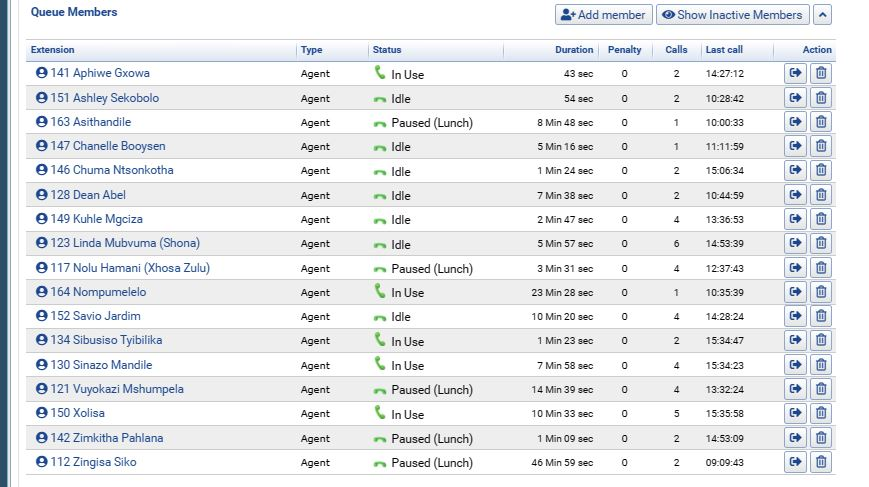 Queue Members
Add member Show Inactive Members
Extension Type Status Duration Penalty Calls Last call Action
141 Aphiwe Gxowa Agent In Use 43 sec 0 2 14:27:12
151 Ashley Sekobolo Agent Idle 54 sec 0 2 10:28:42
163 Asithandile Agent Paused (Lunch) 8 Min 48 sec 0 1 10:00:33
147 Chanelle Booysen Agent Idle 5 Min 16 sec 0 1 11:11:59
146 Chuma Ntsonkotha Agent Idle 1 Min 24 sec 0 2 15:06:34
128 Dean Abel Agent Idle 7 Min 38 sec 0 2 10:44:59
149 Kuhle Mgciza Agent Idle 2 Min 47 sec 0 4 13:36:53
123 Linda Mubvuma (Shona) Agent Idle 5 Min 57 sec 0 6 14:53:39
117 Nolu Hamani (Xhosa Zulu) Agent Paused (Lunch) 3 Min 31 sec 0 4 12:37:43
164 Nompumelelo Agent In Use 23 Min 28 sec 0 1 10:35:39
152 Savio Jardim Agent Idle 10 Min 20 sec 0 4 14:28:24
134 Sibusiso Tyibilika Agent In Use 1 Min 23 sec 0 2 15:34:47
130 Sinazo Mandile Agent In Use 7 Min 58 sec 0 4 15:34:23
121 Vuyokazi Mshumpela Agent Paused (Lunch) 14 Min 39 sec 0 4 13:32:24
150 Xolisa Agent In Use 10 Min 33 sec 0 5 15:35:58
142 Zimkitha Pahlana Agent Paused (Lunch) 1 Min 09 sec 0 2 14:53:09
112 Zingisa Siko Agent Paused (Lunch) 46 Min 59 sec 0 2 09:09:43